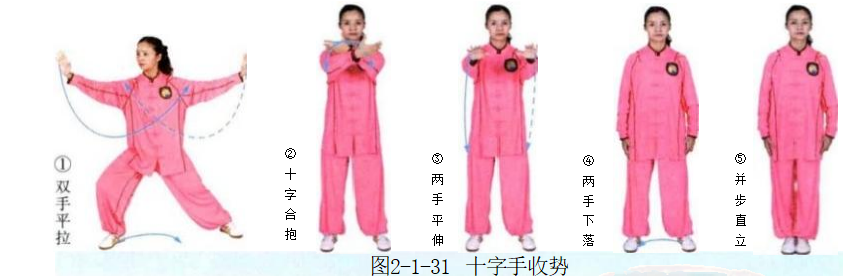 ① 双手平拉
② 十字合抱
③ 两手平伸
④ 两手下落
⑤ 并步直立
图2-1-31 十字手收势